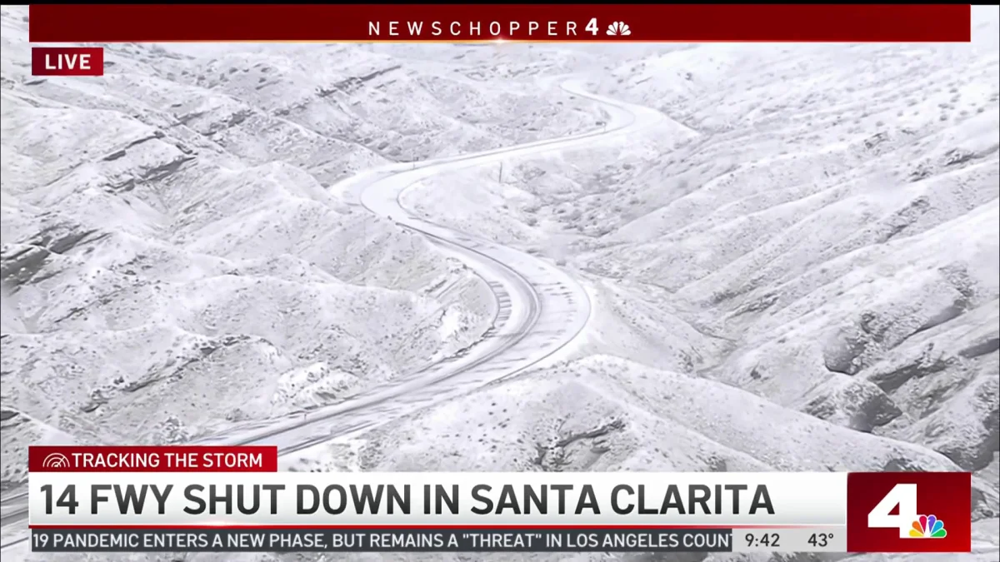 NEWSCHOPPER 4
LIVE
TRACKING THE STORM
14 FWY SHUT DOWN IN SANTA CLARITA
4
19 PANDEMIC ENTERS A NEW PHASE, BUT REMAINS A "THREAT" IN LOS ANGELES COUN
9:42 43°